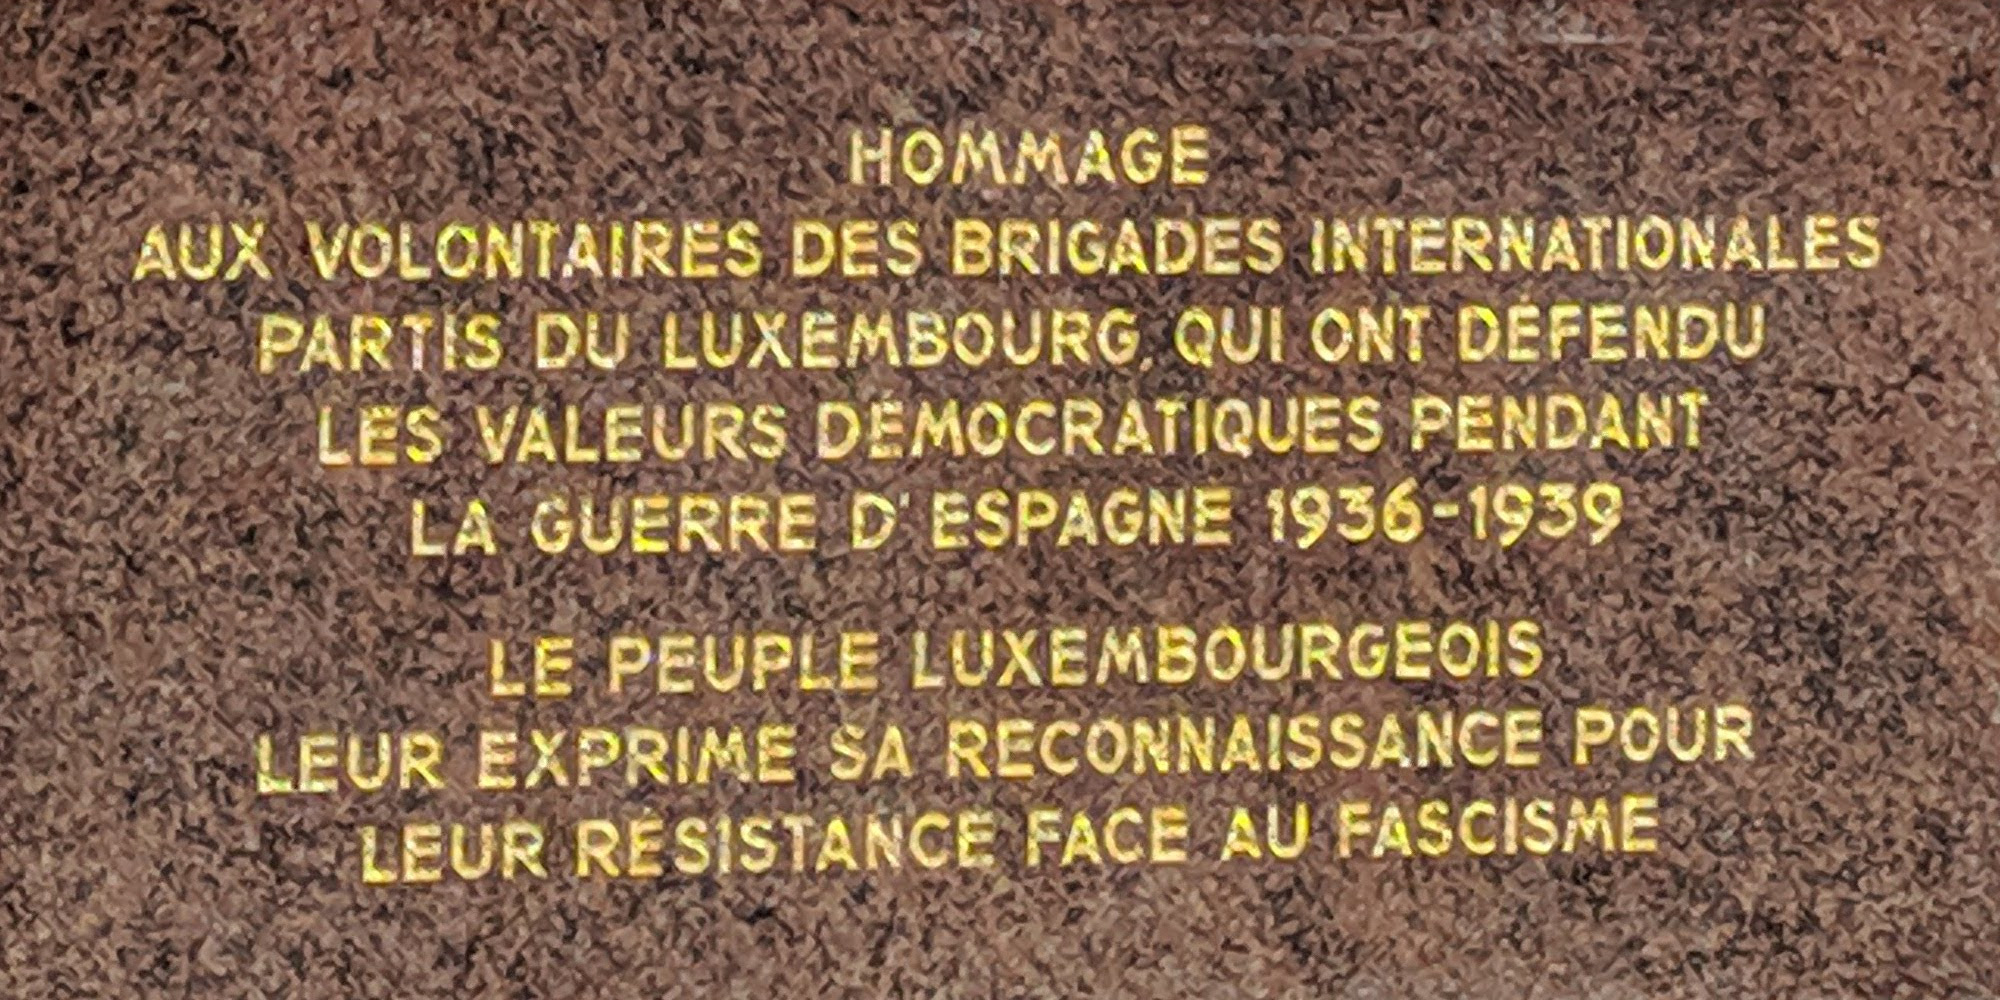 HOMMAGE
AUX VOLONTAIRES DES BRIGADES INTERNATIONALES
PARTIS DU LUXEMBOURG, QUI ONT DÉFENDU
LES VALEURS DÉMOCRATIQUES PENDANT
LA GUERRE D'ESPAGNE 1936-1939
LE PEUPLE LUXEMBOURGEOIS
LEUR EXPRIME SA RECONNAISSANCE POUR
LEUR RÉSISTANCE FACE AU FASCISME